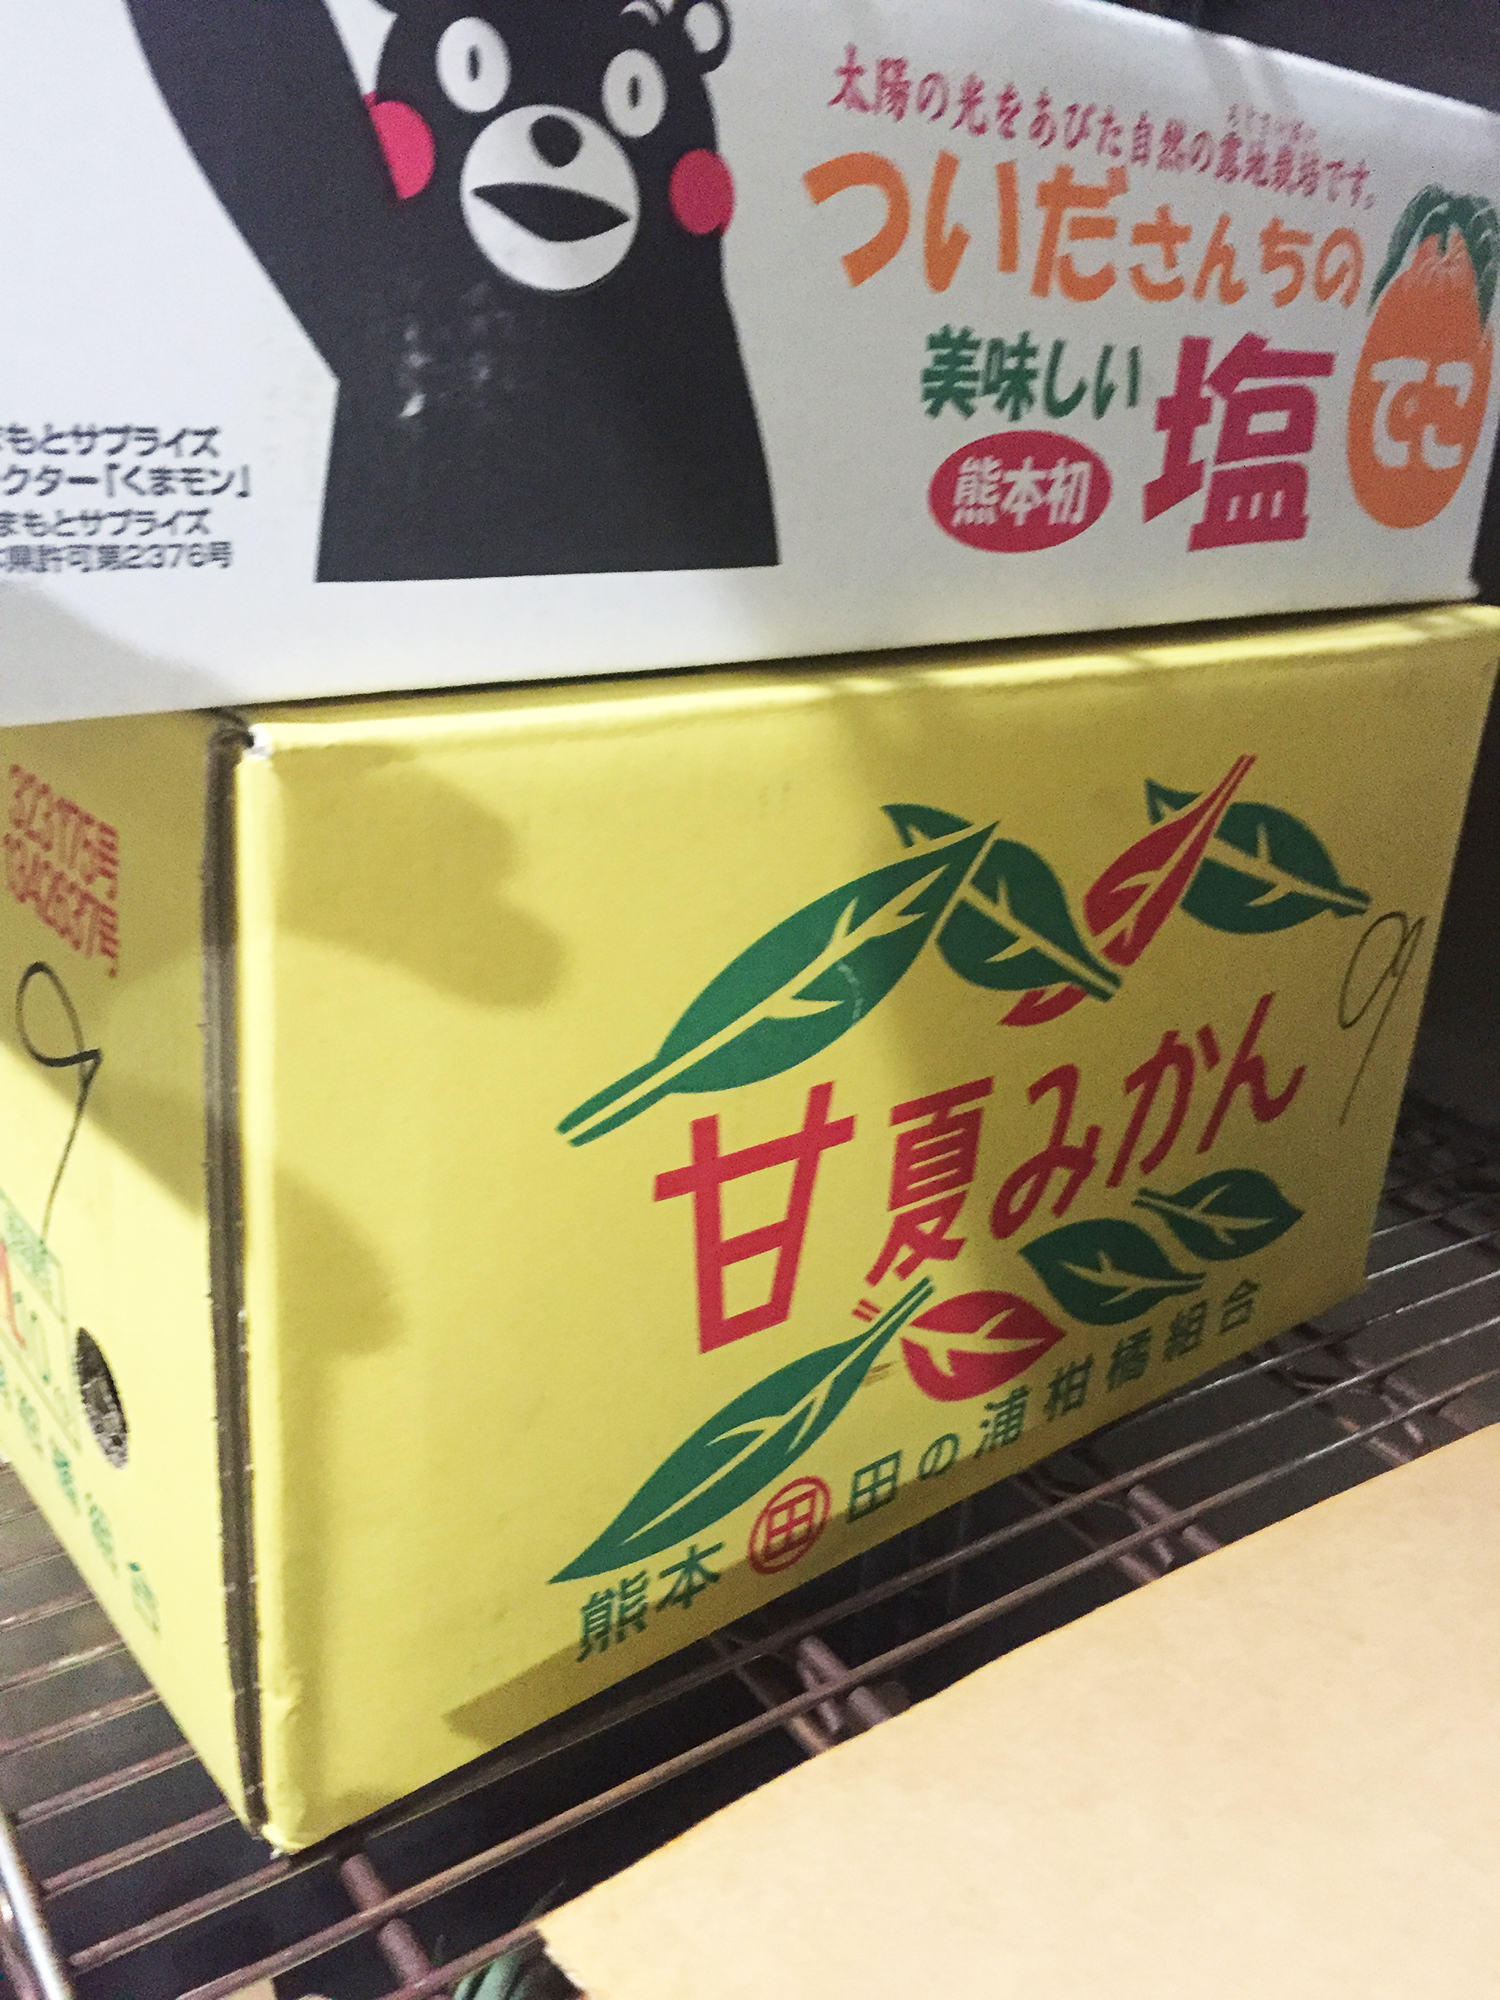 太陽の光をあびた自然の露地栽培です。
ついださんちの
美味しい
塩
でこ
熊本初
まもとサプライズ
クター「くまモン」
まもとサプライズ
県許可第2376号
甘夏みかん
熊本 田 田の浦柑橘組合
9
9